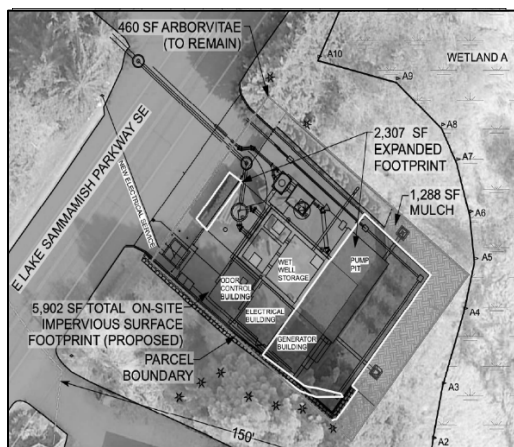 460 SF ARBORVITAE
(TO REMAIN)
A10
WETLAND A
A9
A8
A7
A6
A5
A4
A3
A2
E LAKE SAMMAMISH PARKWAY SE
NEW ELECTRICAL SERVICE
2,307 SF
EXPANDED
FOOTPRINT
1,288 SF
MULCH
PUMP
PIT
WET
WELL
STORAGE
ODOR
CONTROL
BUILDING
ELECTRICAL
BUILDING
GENERATOR
BUILDING
5,902 SF TOTAL ON-SITE
IMPERVIOUS SURFACE
FOOTPRINT (PROPOSED)
PARCEL
BOUNDARY
150'